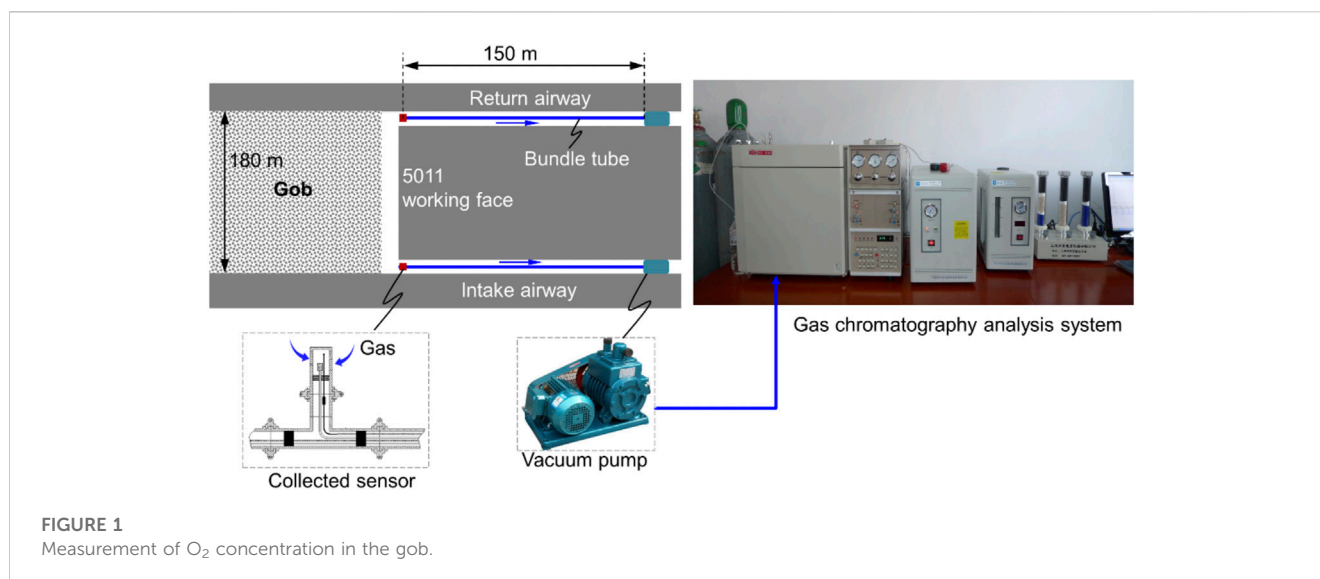 150 m
Return airway
180 m
Gob
Bundle tube
5011
working face
Intake airway
Gas
Gas chromatography analysis system
Vacuum pump
Collected sensor
FIGURE 1
Measurement of O₂ concentration in the gob.